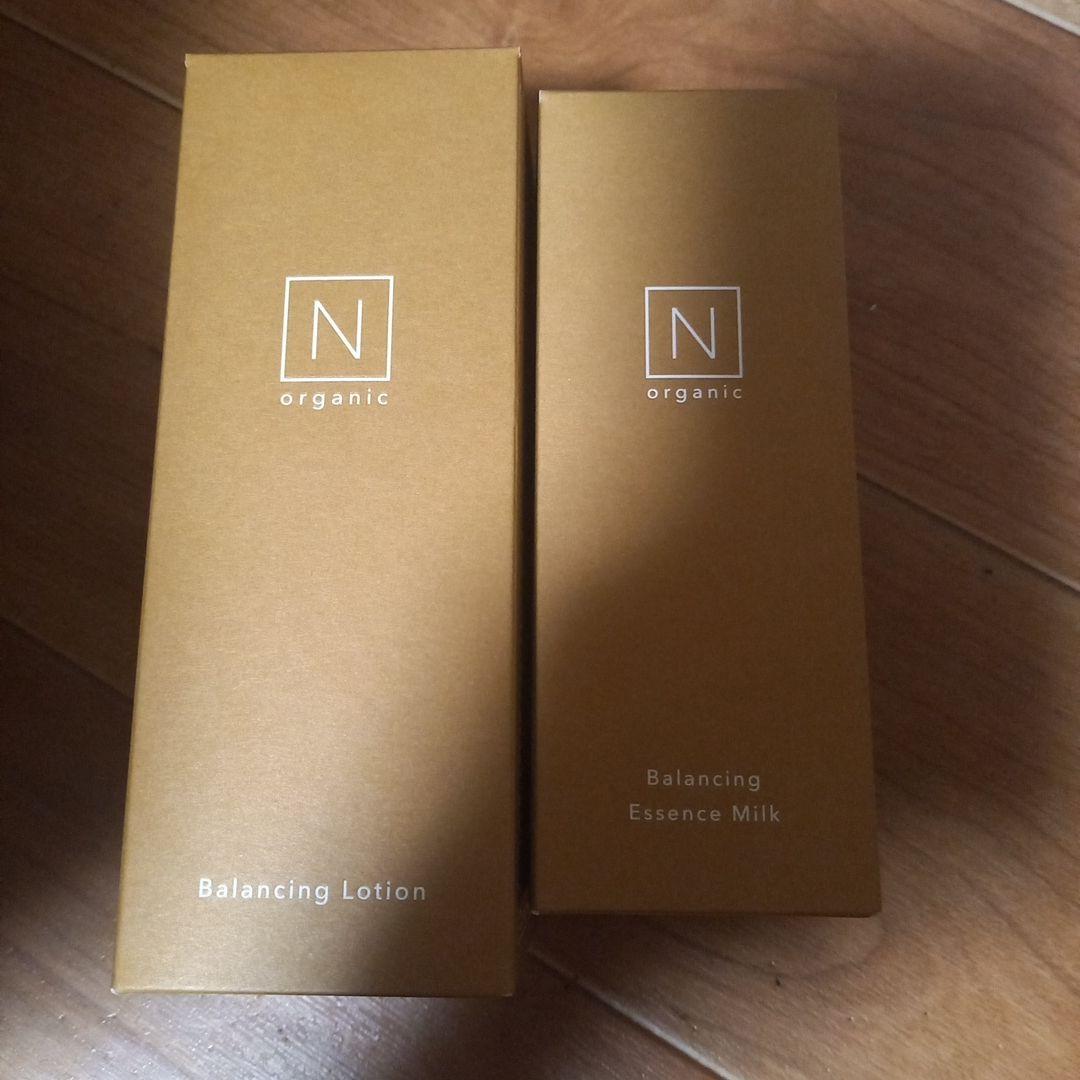 N
organic
Balancing Lotion
N
organic
Balancing
Essence Milk